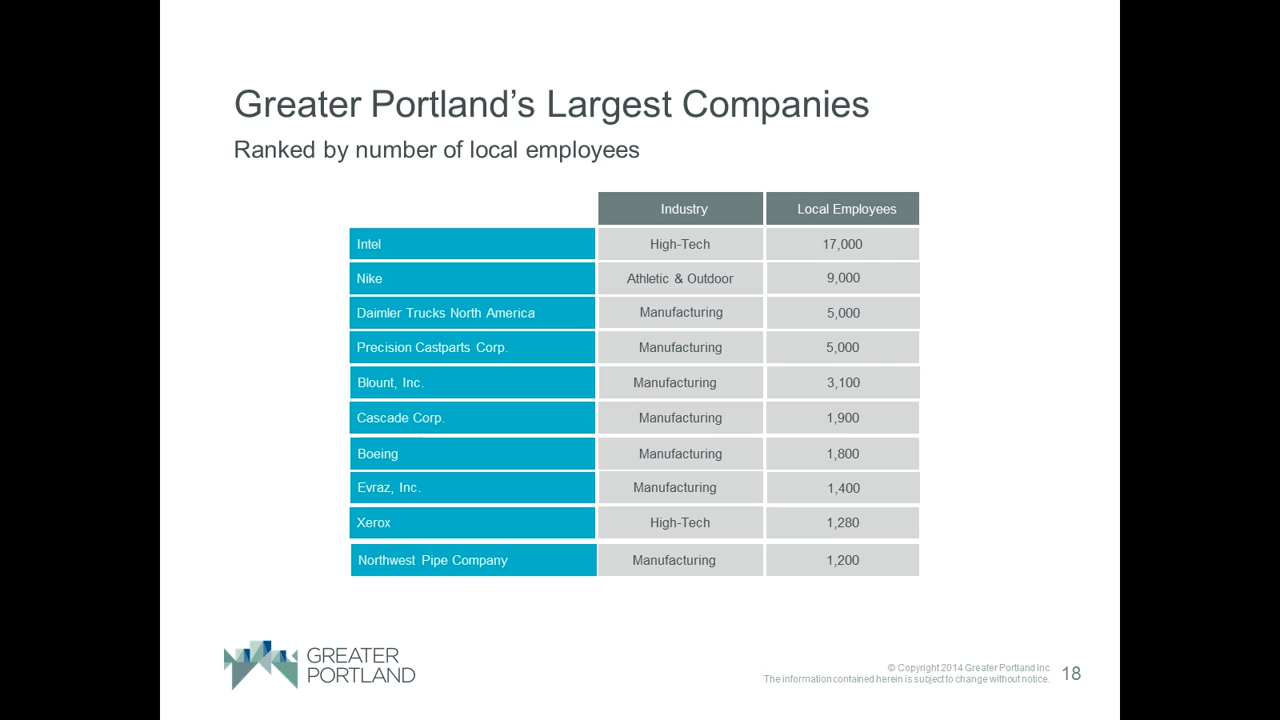 Greater Portland’s Largest Companies
Ranked by number of local employees
Industry Local Employees
Intel High-Tech 17,000
Nike Athletic & Outdoor 9,000
Daimler Trucks North America Manufacturing 5,000
Precision Castparts Corp. Manufacturing 5,000
Blount, Inc. Manufacturing 3,100
Cascade Corp. Manufacturing 1,900
Boeing Manufacturing 1,800
Evraz, Inc. Manufacturing 1,400
Xerox High-Tech 1,280
Northwest Pipe Company Manufacturing 1,200
GREATER
PORTLAND
© Copyright 2014 Greater Portland Inc
The information contained herein is subject to change without notice.
18